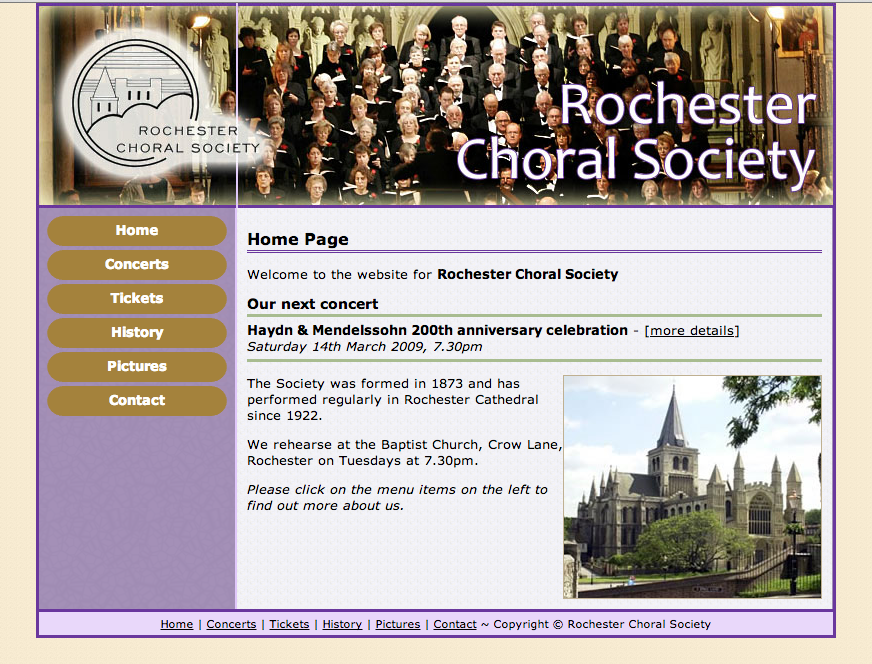 ROCHESTER
CHORAL SOCIETY
Rochester
Choral Society
Home
Concerts
Tickets
History
Pictures
Contact
Home Page
Welcome to the website for Rochester Choral Society
Our next concert
Haydn & Mendelssohn 200th anniversary celebration - [more details]
Saturday 14th March 2009, 7.30pm
The Society was formed in 1873 and has
performed regularly in Rochester Cathedral
since 1922.
We rehearse at the Baptist Church, Crow Lane,
Rochester on Tuesdays at 7.30pm.
Please click on the menu items on the left to
find out more about us.
Home | Concerts | Tickets | History | Pictures | Contact ~ Copyright © Rochester Choral Society